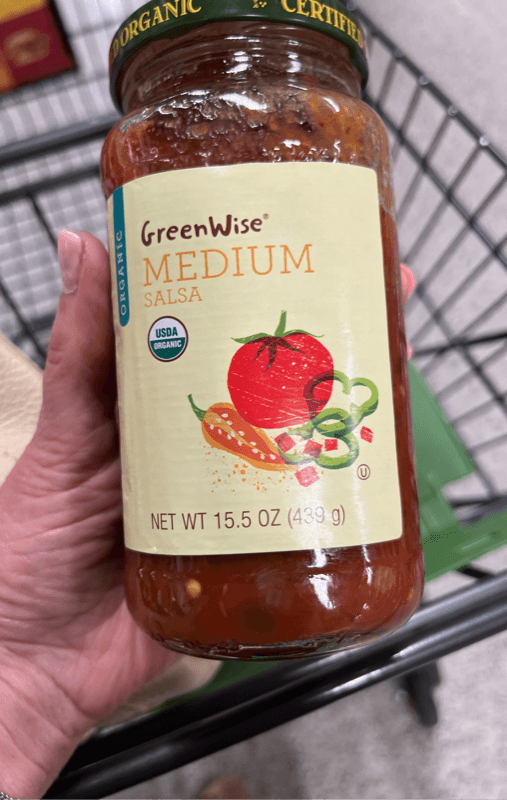 ORGANIC CERTIFIED
ORGANIC
GreenWise®
MEDIUM
SALSA
USDA
ORGANIC
U
NET WT 15.5 OZ (439 g)